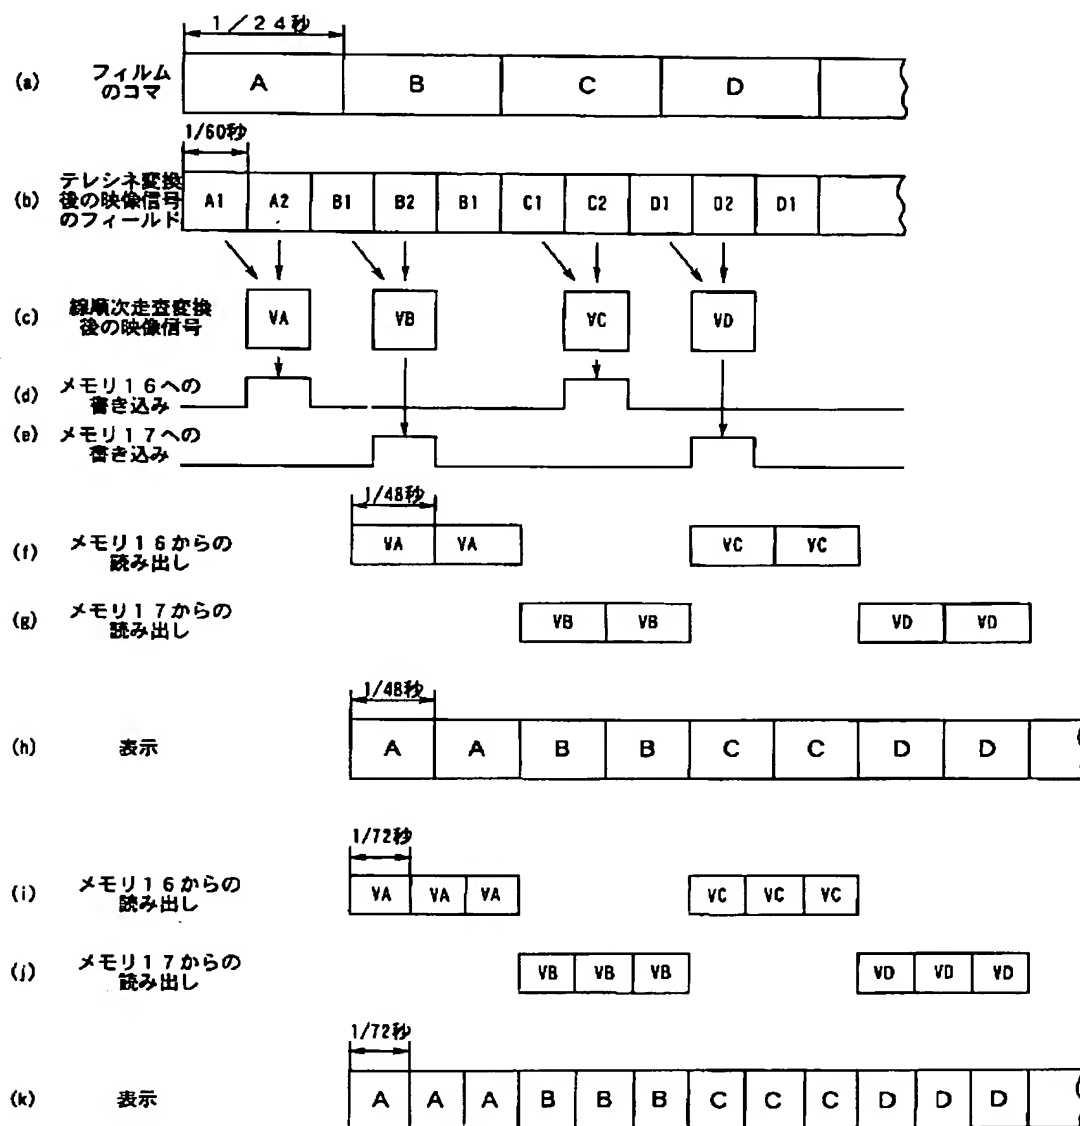 1/24秒
(a) フィルムのコマ A B C D
1/60秒
(b) テレシネ変換後の映像信号のフィールド A1 A2 B1 B2 B1 C1 C2 D1 D2 D1
(c) 線順次走査変換後の映像信号 VA VB VC VD
(d) メモリ16への書き込み
(e) メモリ17への書き込み
1/48秒
(f) メモリ16からの読み出し VA VA VC VC
(g) メモリ17からの読み出し VB VB VD VD
1/48秒
(h) 表示 A A B B C C D D
1/72秒
(i) メモリ16からの読み出し VA VA VA VC VC VC
(j) メモリ17からの読み出し VB VB VB VD VD VD
1/72秒
(k) 表示 A A A B B B C C C D D D